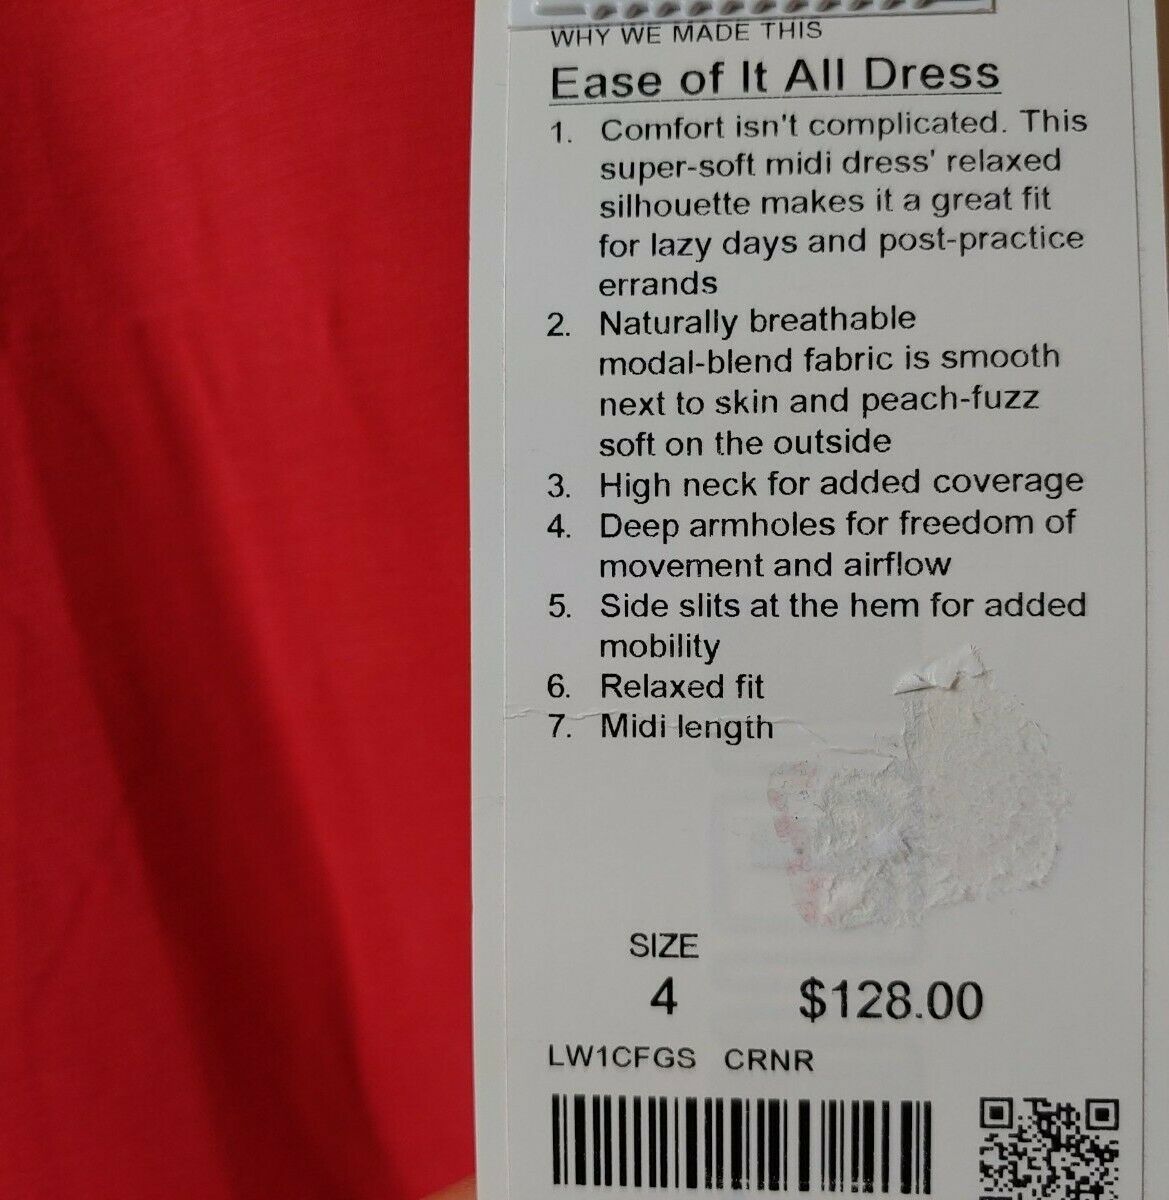 WHY WE MADE THIS
Ease of It All Dress
1. Comfort isn't complicated. This
super-soft midi dress' relaxed
silhouette makes it a great fit
for lazy days and post-practice
errands
2. Naturally breathable
modal-blend fabric is smooth
next to skin and peach-fuzz
soft on the outside
3. High neck for added coverage
4. Deep armholes for freedom of
movement and airflow
5. Side slits at the hem for added
mobility
6. Relaxed fit
7. Midi length
SIZE
4 $128.00
LW1CFGS CRNR